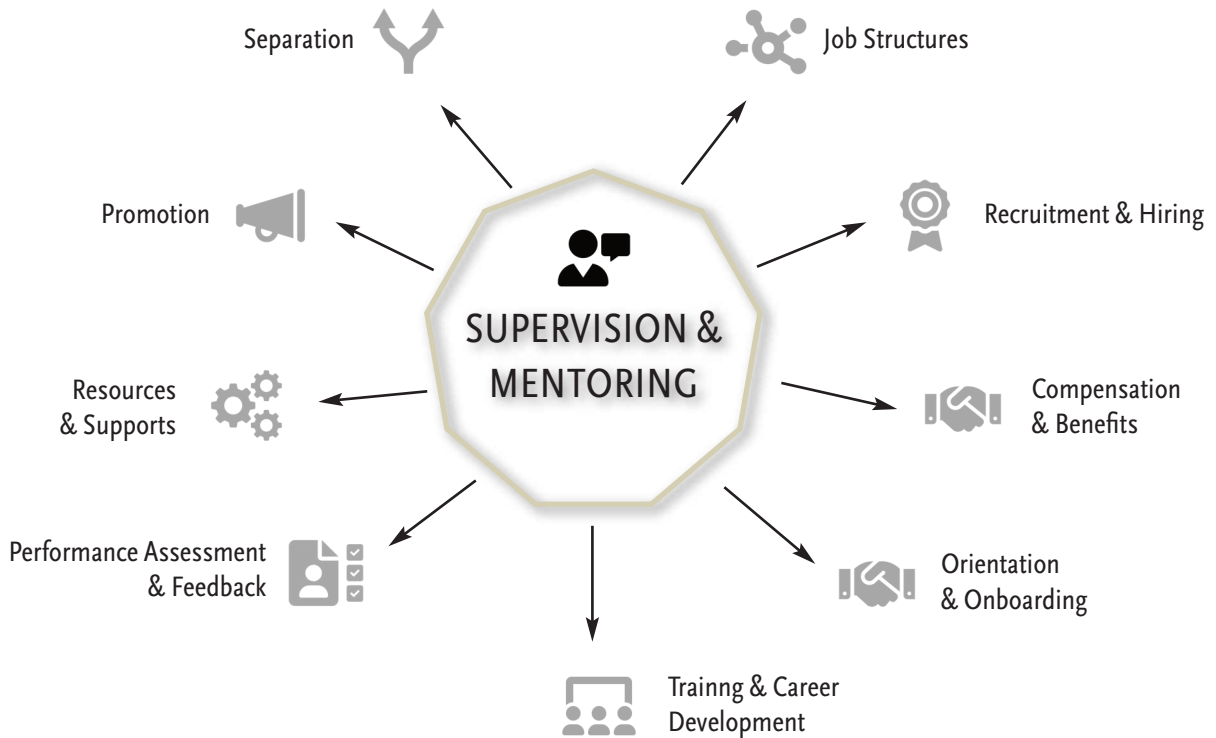 Separation
Job Structures
Promotion
Recruitment & Hiring
SUPERVISION &
MENTORING
Resources
& Supports
Compensation
& Benefits
Performance Assessment
& Feedback
Orientation
& Onboarding
Trainng & Career
Development